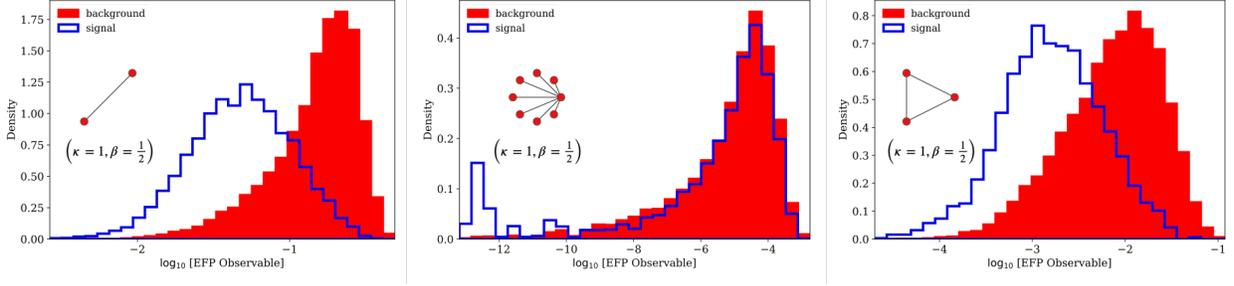 1.75
1.50
1.25
1.00
0.75
0.50
0.25
0.00
Density
background
signal
(κ = 1, β = 1/2)
−2
−1
log10 [EFP Observable]
0.4
0.3
0.2
0.1
0.0
Density
background
signal
(κ = 1, β = 1/2)
−12
−10
−8
−6
−4
log10 [EFP Observable]
0.8
0.7
0.6
0.5
0.4
0.3
0.2
0.1
0.0
Density
background
signal
(κ = 1, β = 1/2)
−4
−3
−2
−1
log10 [EFP Observable]